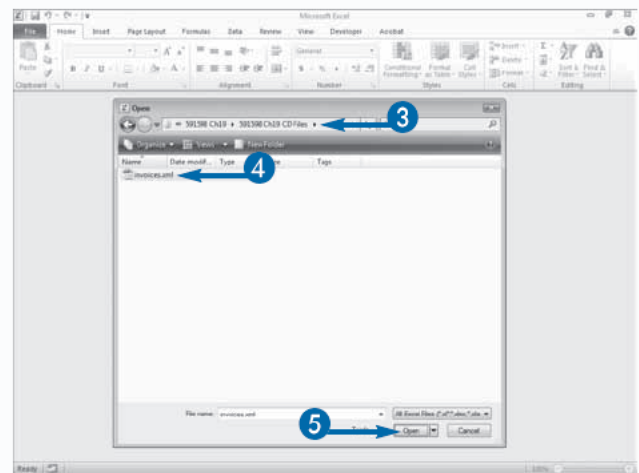 Microsoft Excel
File Home Insert Page Layout Formulas Data Review View Developer Acrobat
General
Insert
Paste
Conditional Formatting Format as Table Cell Styles
Delete
Format
Sort & Filter Find & Select
Clipboard Font Alignment Number Styles Cells Editing
Open
591598 Ch19 591598 Ch19 CD Files
3
Organize Views New Folder
Name Date modif... Type Tags
invoices.xml
4
File name: invoices.xml
5
Open Cancel
Ready